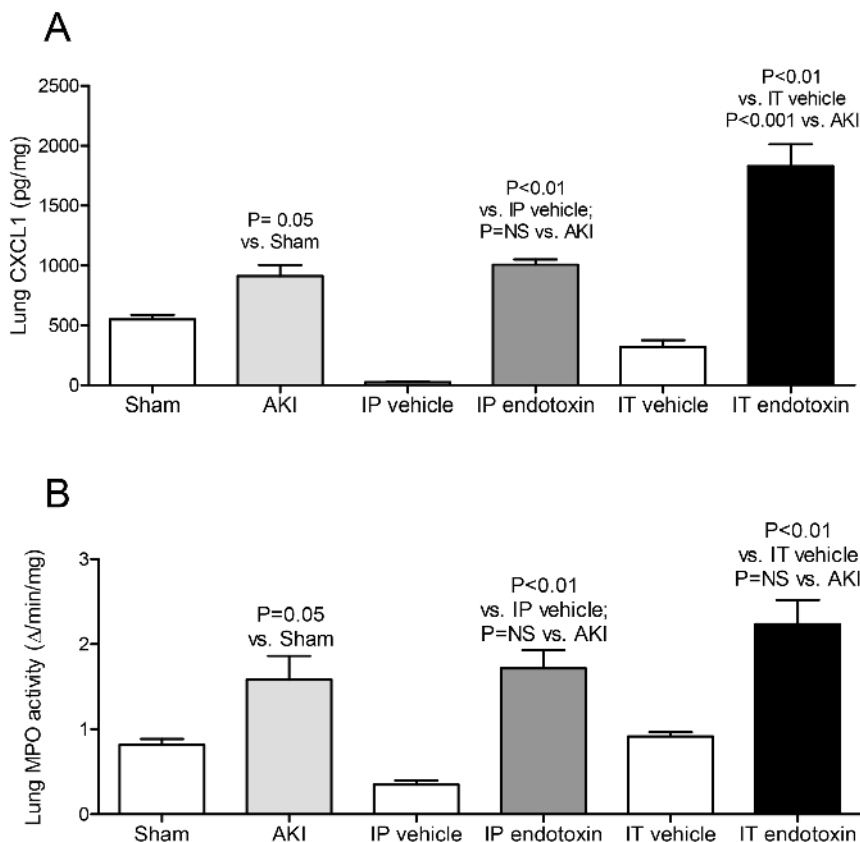 A
Lung CXCL1 (pg/mg)
2500
2000
1500
1000
500
0
P= 0.05
vs. Sham
P<0.01
vs. IP vehicle;
P=NS vs. AKI
P<0.01
vs. IT vehicle
P<0.001 vs. AKI
Sham AKI IP vehicle IP endotoxin IT vehicle IT endotoxin
B
Lung MPO activity (Δ/min/mg)
3
2
1
0
P=0.05
vs. Sham
P<0.01
vs. IP vehicle;
P=NS vs. AKI
P<0.01
vs. IT vehicle
P=NS vs. AKI
Sham AKI IP vehicle IP endotoxin IT vehicle IT endotoxin